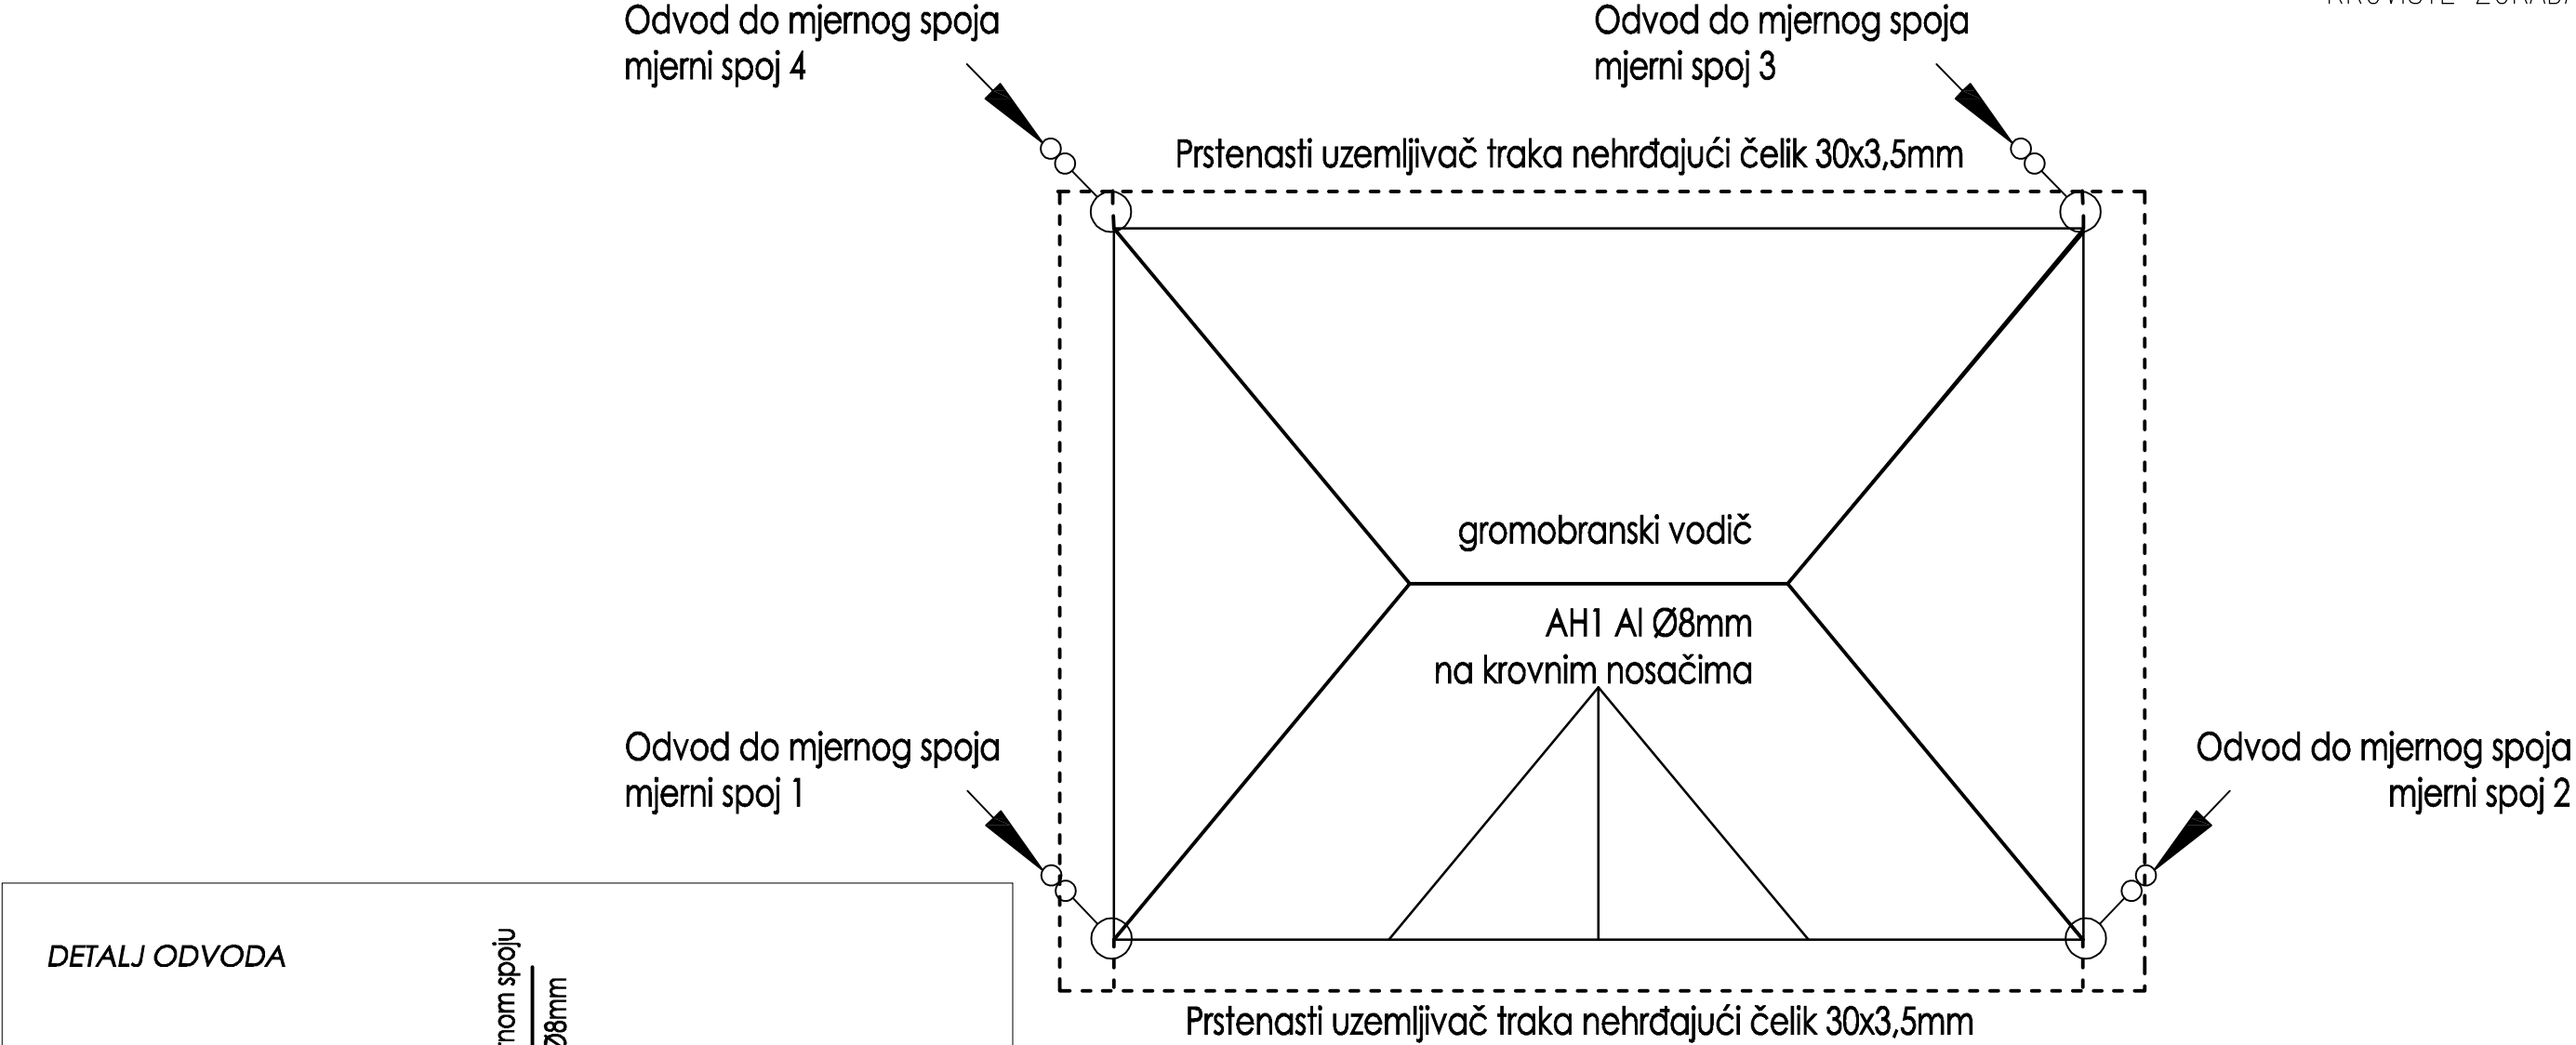 Odvod do mjernog spoja
mjerni spoj 4
Odvod do mjernog spoja
mjerni spoj 3
Prstenasti uzemljivač traka nehrđajući čelik 30x3,5mm
gromobranski vodič
AH1 Al Ø8mm
na krovnim nosačima
Odvod do mjernog spoja
mjerni spoj 1
Odvod do mjernog spoja
mjerni spoj 2
DETALJ ODVODA
spoju
Ø8mm
Prstenasti uzemljivač traka nehrđajući čelik 30x3,5mm